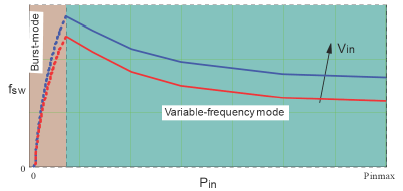 Burst-mode
Vin
fsw
Variable-frequency mode
0
0
Pin
Pinmax